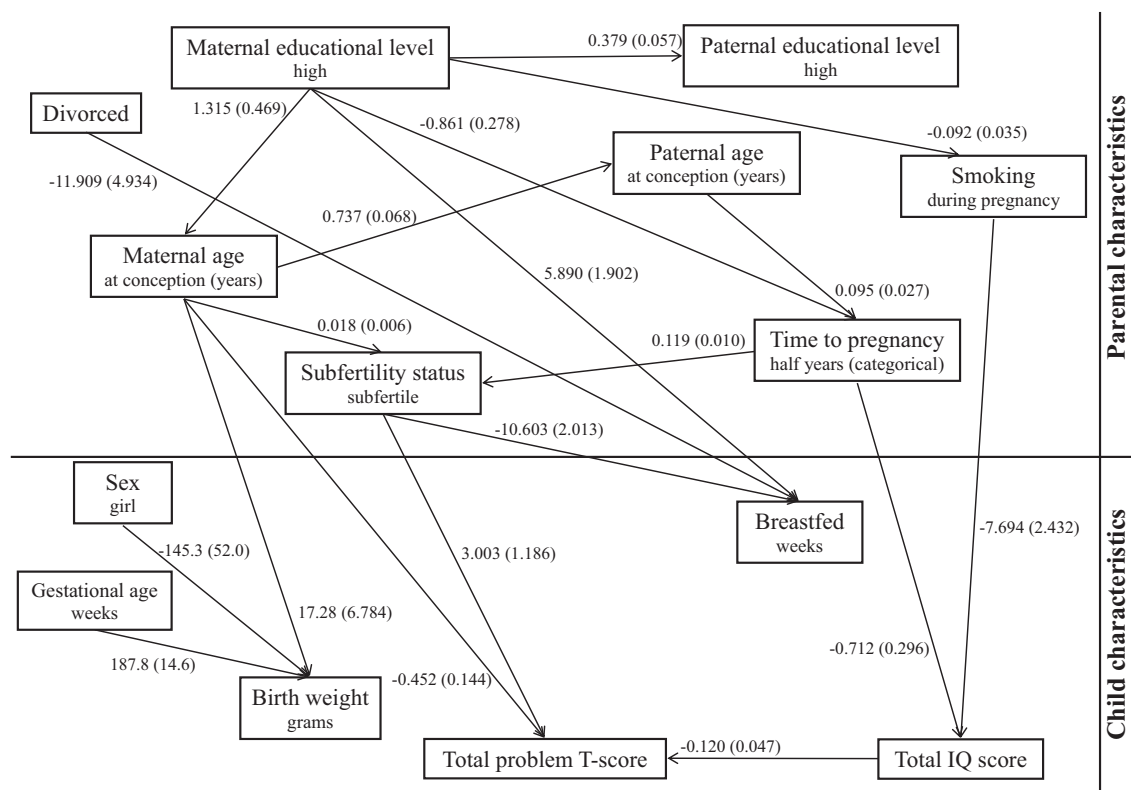 Maternal educational level
high
0.379 (0.057)
Paternal educational level
high
Divorced
1.315 (0.469)
-0.861 (0.278)
-0.092 (0.035)
Paternal age
at conception (years)
Smoking
during pregnancy
-11.909 (4.934)
0.737 (0.068)
Maternal age
at conception (years)
5.890 (1.902)
0.095 (0.027)
0.018 (0.006)
0.119 (0.010)
Time to pregnancy
half years (categorical)
Subfertility status
subfertile
-10.603 (2.013)
Parental characteristics
Sex
girl
Breastfed
weeks
-145.3 (52.0)
3.003 (1.186)
-7.694 (2.432)
Gestational age
weeks
17.28 (6.784)
187.8 (14.6)
-0.712 (0.296)
-0.452 (0.144)
Birth weight
grams
Total problem T-score
-0.120 (0.047)
Total IQ score
Child characteristics